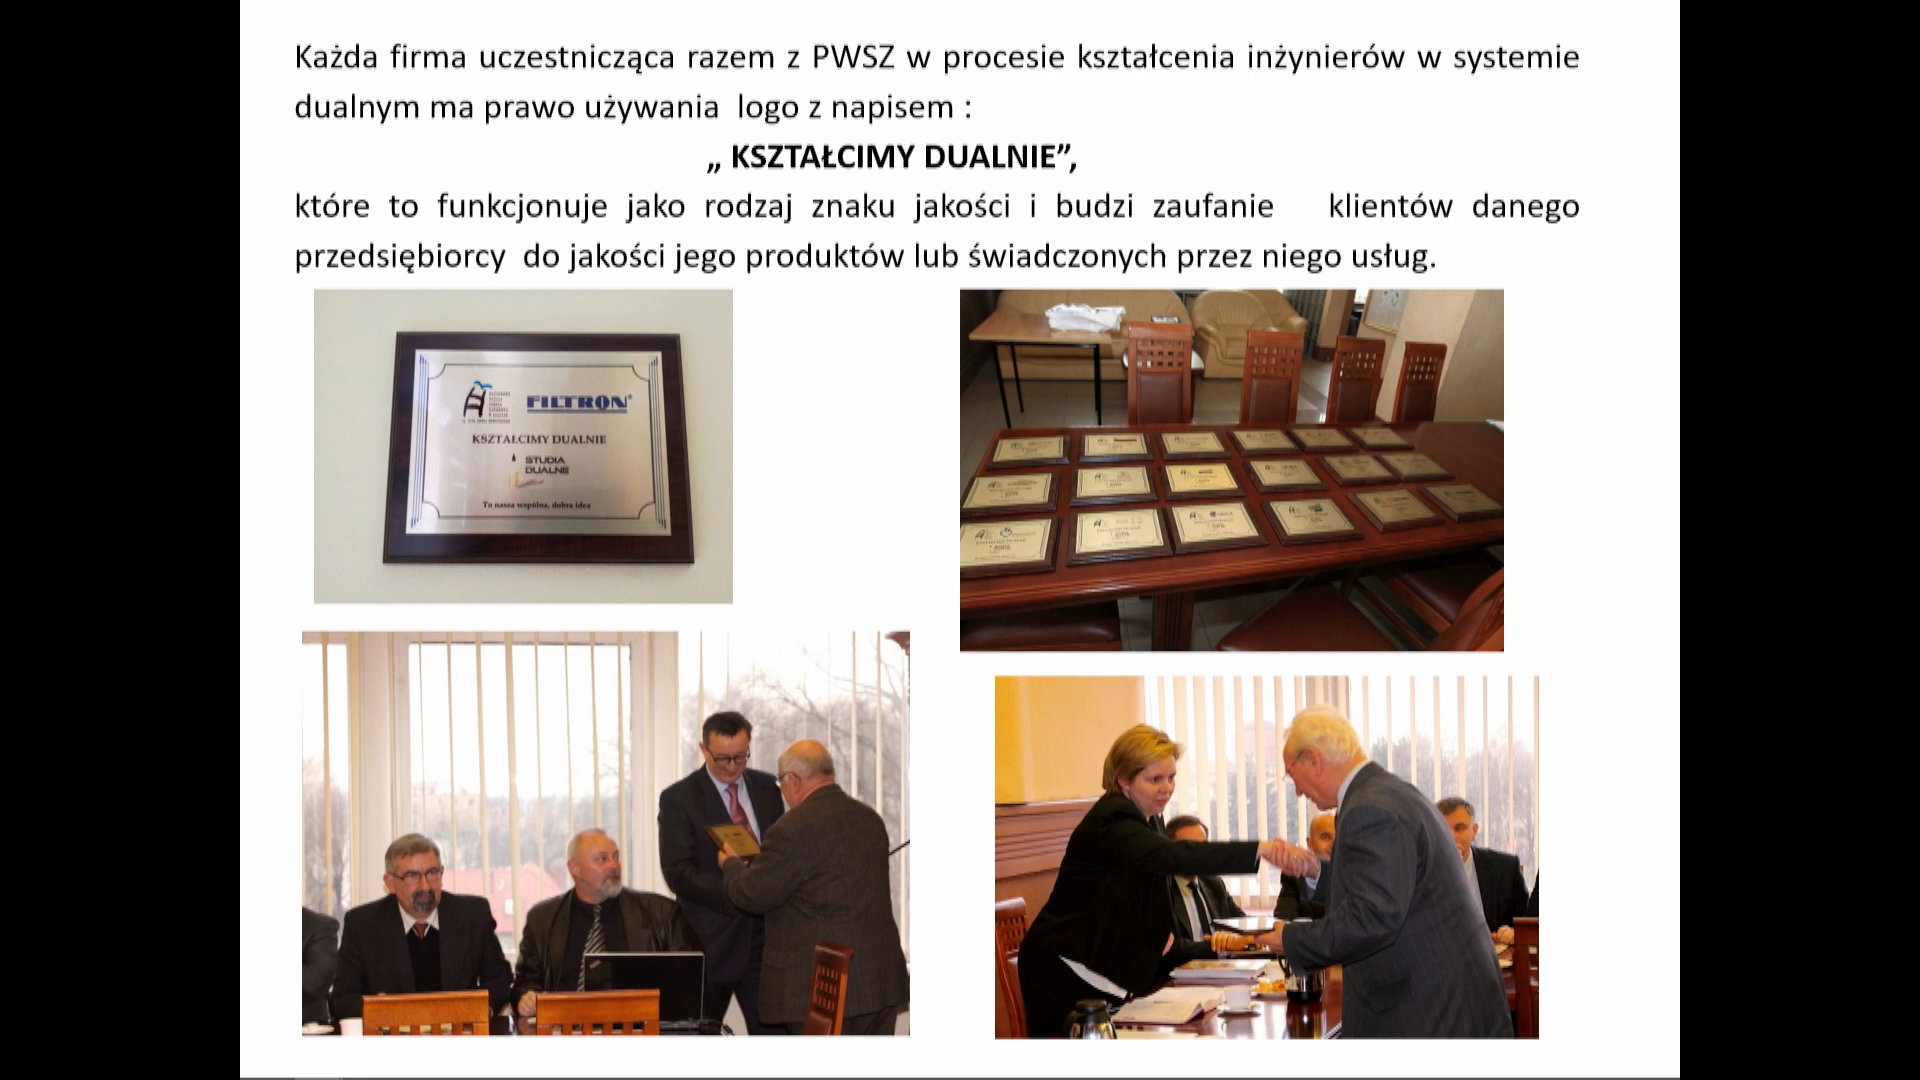 Każda firma uczestnicząca razem z PWSZ w procesie kształcenia inżynierów w systemie
dualnym ma prawo używania logo z napisem :
„ KSZTAŁCIMY DUALNIE”,
które to funkcjonuje jako rodzaj znaku jakości i budzi zaufanie klientów danego
przedsiębiorcy do jakości jego produktów lub świadczonych przez niego usług.
FILTRON®
KSZTAŁCIMY DUALNIE
STUDIA
DUALNE
To nasza wspólna, dobra idea